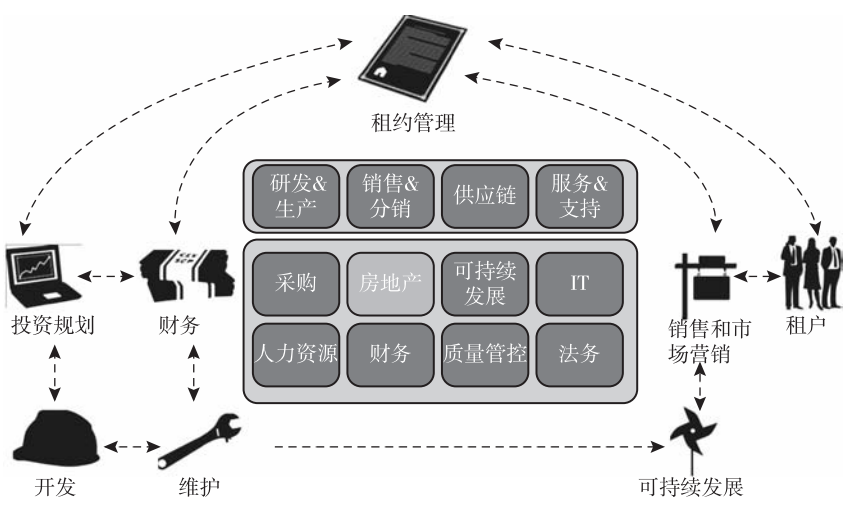 租约管理
研发&
生产
销售&
分销
供应链
服务&
支持
采购
房地产
可持续
发展
IT
人力资源
财务
质量管控
法务
投资规划
财务
销售和市
场营销
租户
开发
维护
可持续发展